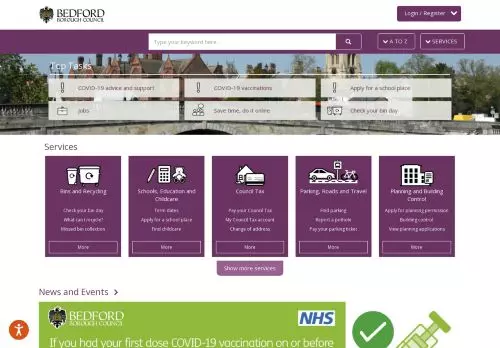 BEDFORD
BOROUGH COUNCIL
Login / Register
Type your keyword here
A TO Z
SERVICES
Top Tasks
COVID-19 advice and support
COVID-19 vaccinations
Apply for a school place
Jobs
Save time, do it online
Check your bin day
Services
Bins and Recycling
Check your bin day
What can I recycle?
Missed bin collection
More
Schools, Education and
Childcare
Term dates
Apply for a school place
Find childcare
More
Council Tax
Pay your Council Tax
My Council Tax account
Change of address
More
Parking, Roads and Travel
Find parking
Report a pothole
Pay your parking ticket
More
Planning and Building
Control
Apply for planning permission
Building control
View planning applications
More
Show more services
News and Events
BEDFORD
BOROUGH COUNCIL
NHS
If you had your first dose COVID-19 vaccination on or before